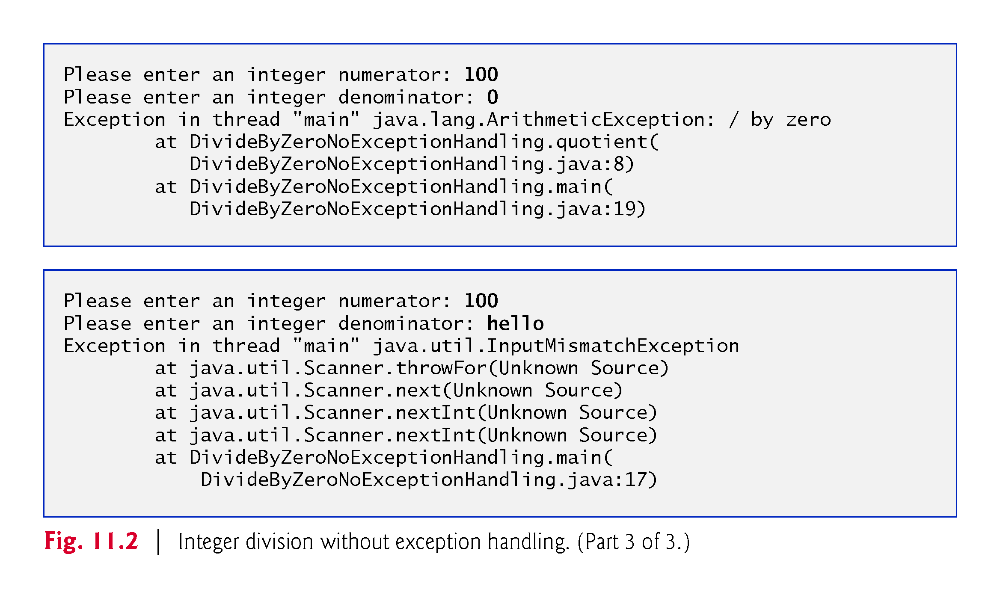 Please enter an integer numerator: 100
Please enter an integer denominator: 0
Exception in thread "main" java.lang.ArithmeticException: / by zero
        at DivideByZeroNoExceptionHandling.quotient(
           DivideByZeroNoExceptionHandling.java:8)
        at DivideByZeroNoExceptionHandling.main(
           DivideByZeroNoExceptionHandling.java:19)
Please enter an integer numerator: 100
Please enter an integer denominator: hello
Exception in thread "main" java.util.InputMismatchException
        at java.util.Scanner.throwFor(Unknown Source)
        at java.util.Scanner.next(Unknown Source)
        at java.util.Scanner.nextInt(Unknown Source)
        at java.util.Scanner.nextInt(Unknown Source)
        at DivideByZeroNoExceptionHandling.main(
            DivideByZeroNoExceptionHandling.java:17)
Fig. 11.2 | Integer division without exception handling. (Part 3 of 3.)